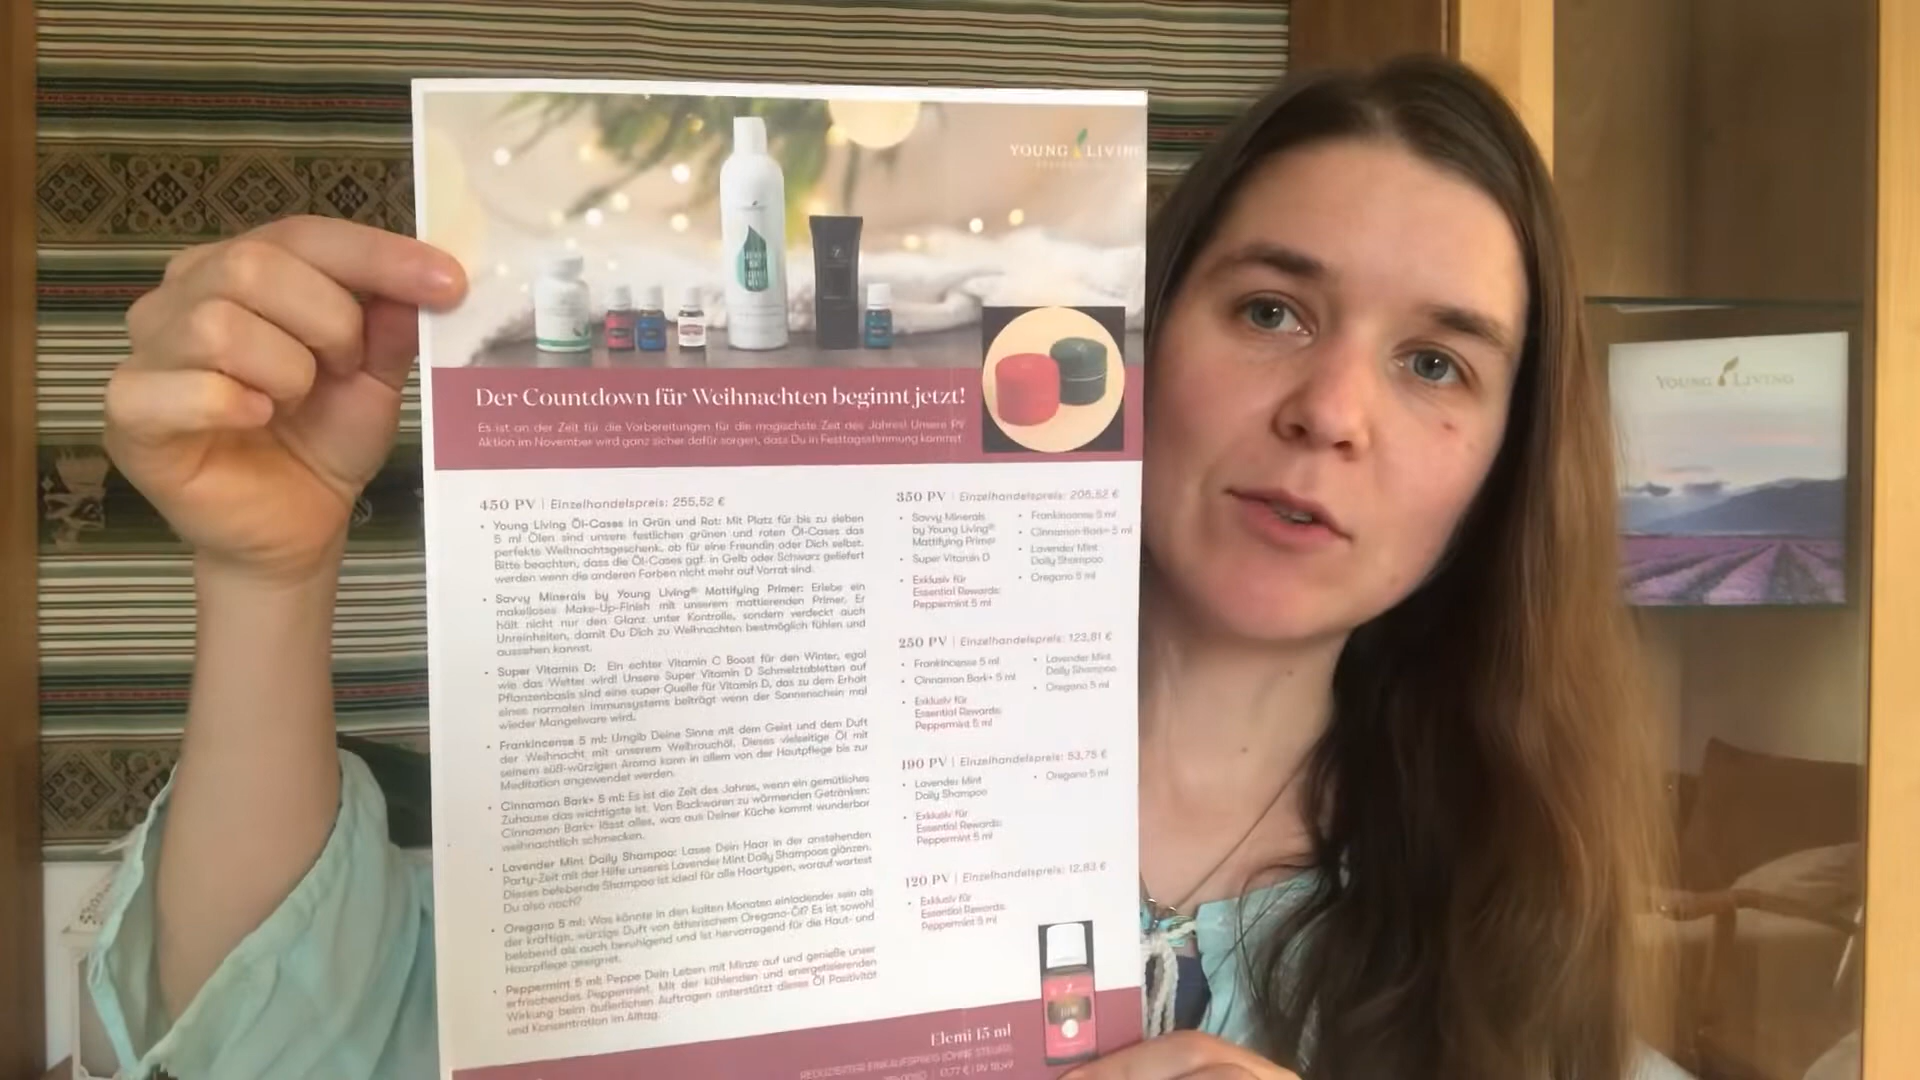 YOUNG LIVING
Der Countdown für Weihnachten beginnt jetzt!
Es ist an der Zeit für die Vorbereitungen für die magischste Zeit des Jahres! Unsere PV
Aktion im November wird ganz sicher dafür sorgen, dass Du in Festtagsstimmung kommst
450 PV | Einzelhandelspreis: 255,52 €
• Young Living Öl-Cases in Grün und Rot: Mit Platz für bis zu sieben
5 ml Ölen sind unsere festlichen grünen und roten Öl-Cases das
perfekte Weihnachtsgeschenk, ob für eine Freundin oder Dich selbst.
Bitte beachten, dass die Öl-Cases ggf. in Gelb oder Schwarz geliefert
werden wenn die anderen Farben nicht mehr auf Vorrat sind.
• Savvy Minerals by Young Living® Mattifying Primer: Erlebe ein
makelloses Make-Up-Finish mit unserem mattierenden Primer. Er
hält nicht nur den Glanz unter Kontrolle, sondern verdeckt auch
Unreinheiten, damit Du Dich zu Weihnachten bestmöglich fühlen und
aussehen kannst.
• Super Vitamin D: Ein echter Vitamin C Boost für den Winter, egal
wie das Wetter wird! Unsere Super Vitamin D Schmelztabletten auf
Pflanzenbasis sind eine super Quelle für Vitamin D, das zu dem Erhalt
eines normalen Immunsystems beiträgt wenn der Sonnenschein mal
wieder Mangelware wird.
• Frankincense 5 ml: Umgib Deine Sinne mit dem Geist und dem Duft
der Weihnacht mit unserem Weihrauchöl. Dieses vielseitige Öl mit
seinem süß-würzigen Aroma kann in allem von der Hautpflege bis zur
Meditation angewendet werden.
• Cinnamon Bark+ 5 ml: Es ist die Zeit des Jahres, wenn ein gemütliches
Zuhause das wichtigste ist. Von Backwaren zu wärmenden Getränken:
Cinnamon Bark+ lässt alles, was aus Deiner Küche kommt wunderbar
weihnachtlich schmecken.
• Lavender Mint Daily Shampoo: Lasse Dein Haar in der anstehenden
Party-Zeit mit der Hilfe unseres Lavender Mint Daily Shampoos glänzen.
Dieses belebende Shampoo ist ideal für alle Haartypen, worauf wartest
Du also noch?
• Oregano 5 ml: Was könnte in den kalten Monaten einladender sein als
der kräftige, würzige Duft von ätherischem Oregano-Öl? Es ist sowohl
belebend als auch beruhigend und ist hervorragend für die Haut- und
Haarpflege geeignet.
• Peppermint 5 ml: Peppe Dein Leben mit Minze auf und genieße unser
erfrischendes Peppermint. Mit der kühlenden und energetisierenden
Wirkung beim äußerlichen Auftragen unterstützt dieses Öl Positivität
und Konzentration im Alltag.
350 PV | Einzelhandelspreis: 205,52 €
• Savvy Minerals
by Young Living®
Mattifying Primer
• Super Vitamin D
• Exklusiv für
Essential Rewards:
Peppermint 5 ml
• Frankincense 5 ml
• Cinnamon Bark+ 5 ml
• Lavender Mint
Daily Shampoo
• Oregano 5 ml
250 PV | Einzelhandelspreis: 123,81 €
• Frankincense 5 ml
• Cinnamon Bark+ 5 ml
• Exklusiv für
Essential Rewards:
Peppermint 5 ml
• Lavender Mint
Daily Shampoo
• Oregano 5 ml
190 PV | Einzelhandelspreis: 53,75 €
• Lavender Mint
Daily Shampoo
• Exklusiv für
Essential Rewards:
Peppermint 5 ml
• Oregano 5 ml
120 PV | Einzelhandelspreis: 12,83 €
• Exklusiv für
Essential Rewards:
Peppermint 5 ml
Elemi 15 ml
REDUZIERTER EINKAUFSPREIS (OHNE STEUER)
YOUNG LIVING